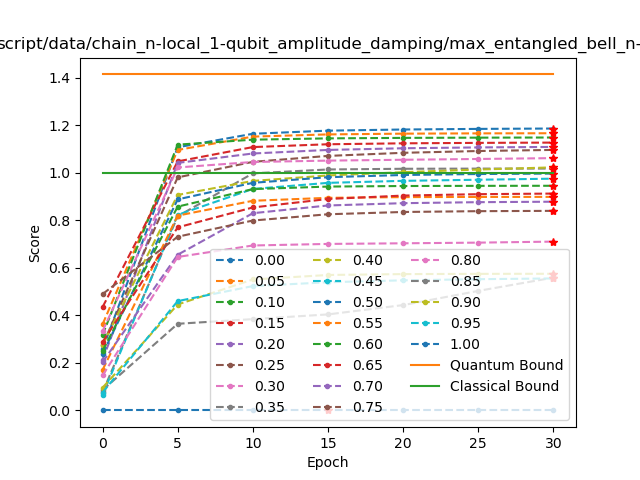 script/data/chain_n-local_1-qubit_amplitude_damping/max_entangled_bell_n-
1.4
1.2
1.0
0.8
0.6
0.4
0.2
0.0
Score
0.00 0.40 0.80
0.05 0.45 0.85
0.10 0.50 0.90
0.15 0.55 0.95
0.20 0.60 1.00
0.25 0.65 Quantum Bound
0.30 0.70 Classical Bound
0.35 0.75
0 5 10 15 20 25 30
Epoch